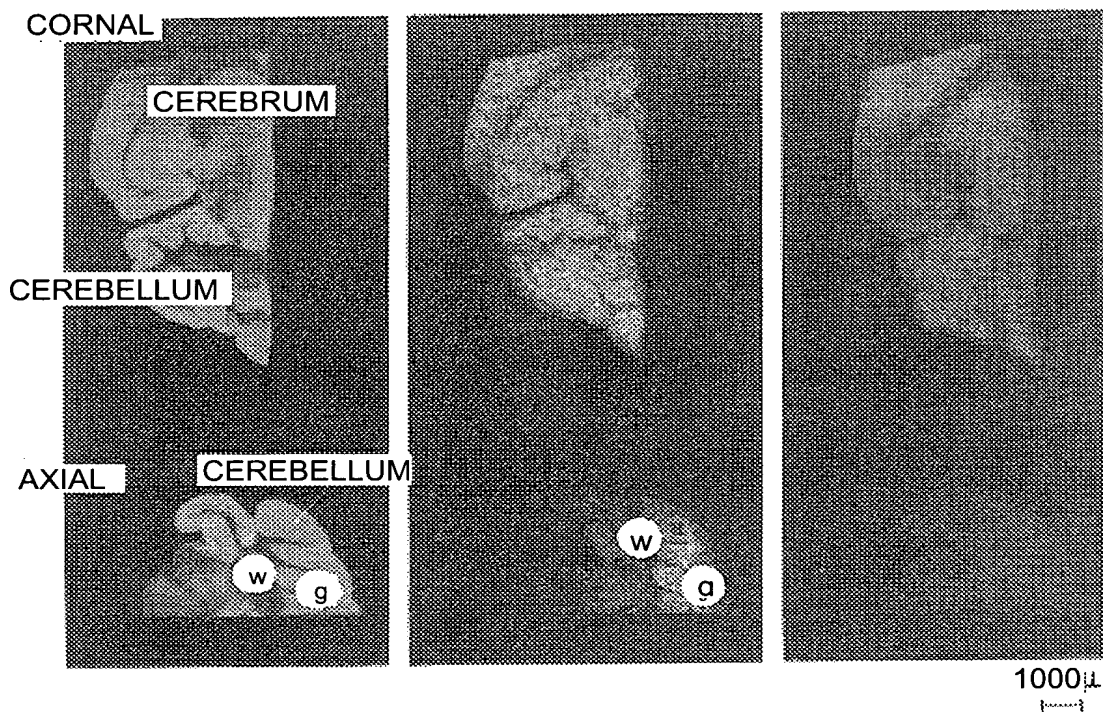 CORNAL
CEREBRUM
CEREBELLUM
AXIAL
CEREBELLUM
w
g
w
g
1000μ